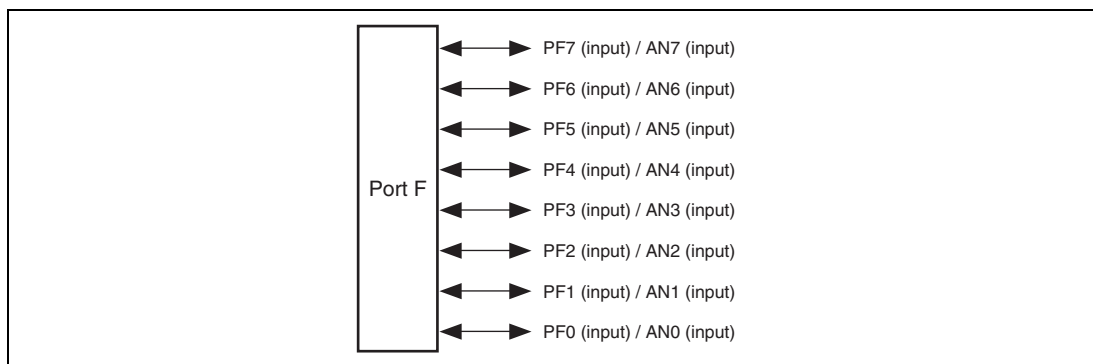 PF7 (input) / AN7 (input)
PF6 (input) / AN6 (input)
PF5 (input) / AN5 (input)
PF4 (input) / AN4 (input)
Port F
PF3 (input) / AN3 (input)
PF2 (input) / AN2 (input)
PF1 (input) / AN1 (input)
PF0 (input) / AN0 (input)